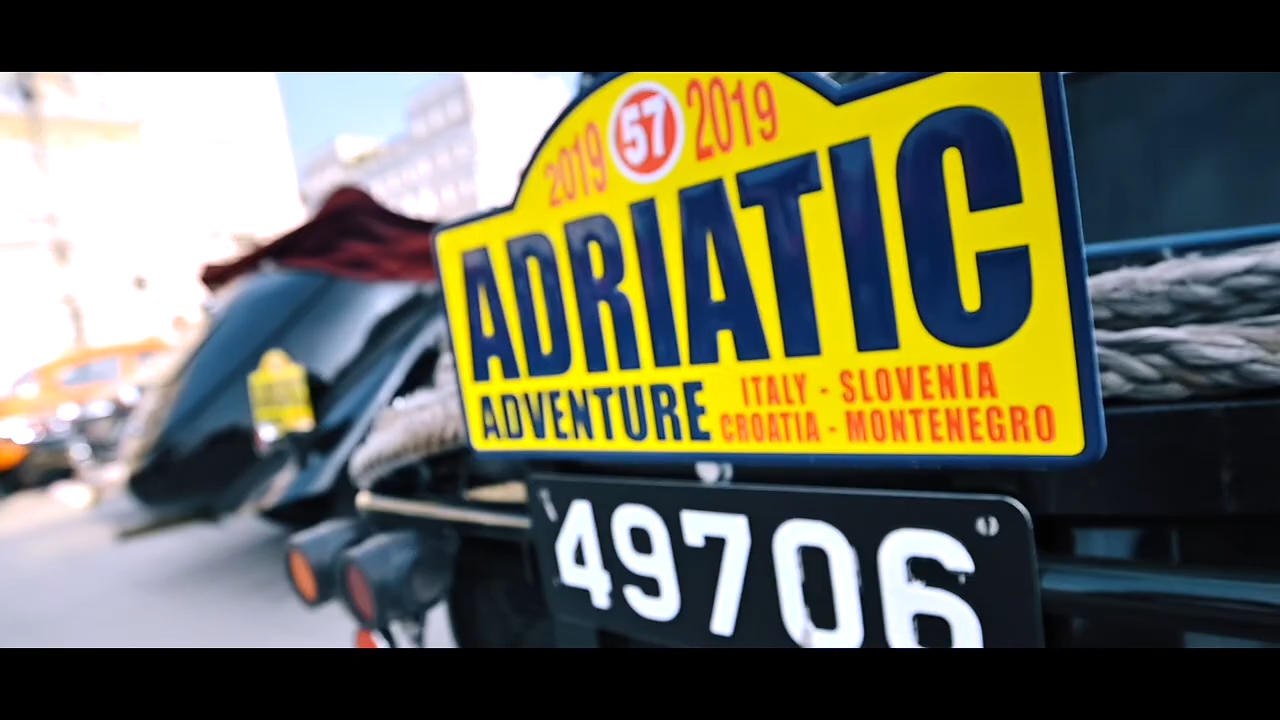 2019 57 2019
ADRIATIC
ADVENTURE
ITALY - SLOVENIA
CROATIA - MONTENEGRO
49706